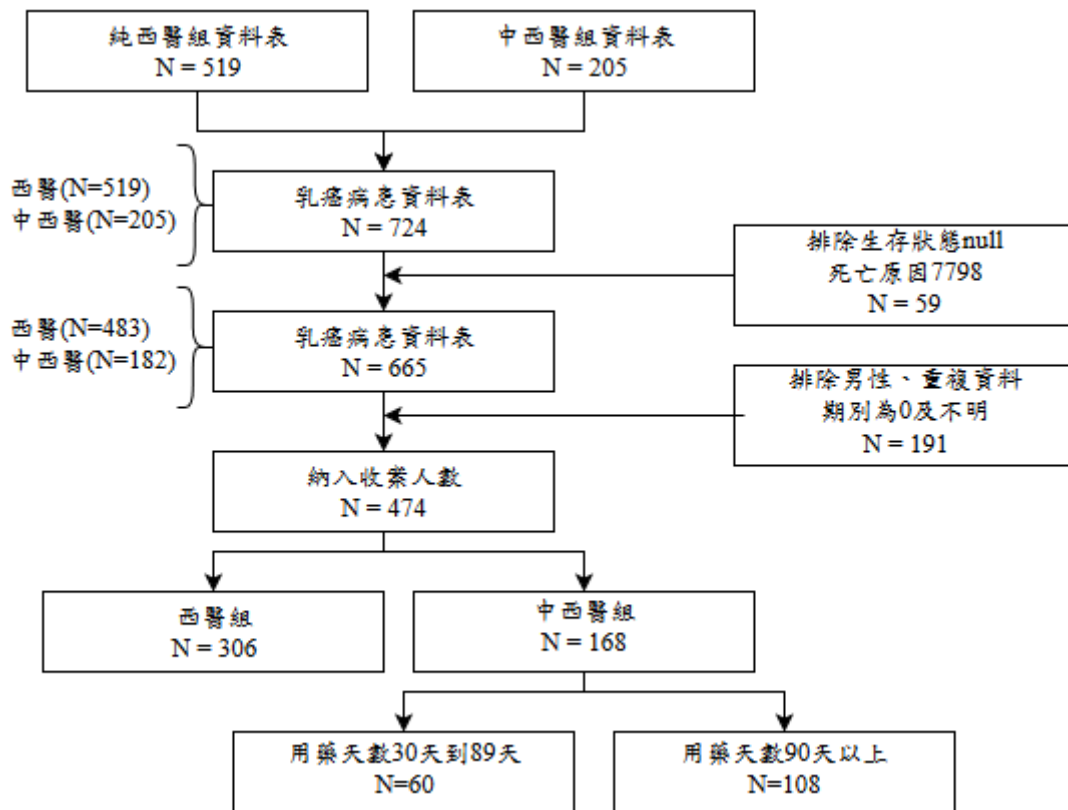 純西醫組資料表
N = 519
中西醫組資料表
N = 205
西醫(N=519)
中西醫(N=205)
乳癌病患資料表
N = 724
排除生存狀態null
死亡原因7798
N = 59
西醫(N=483)
中西醫(N=182)
乳癌病患資料表
N = 665
排除男性、重複資料
期別為0及不明
N = 191
納入收案人數
N = 474
西醫組
N = 306
中西醫組
N = 168
用藥天數30天到89天
N=60
用藥天數90天以上
N=108